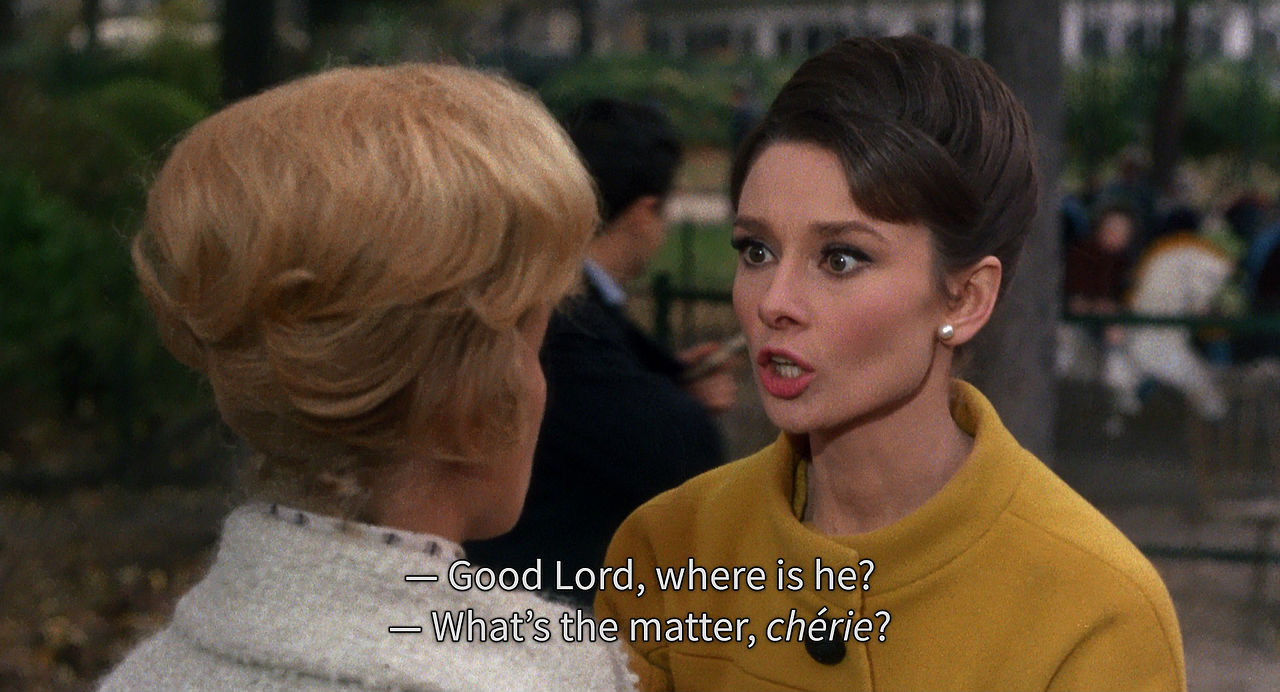 — Good Lord, where is he?
— What’s the matter, chérie?